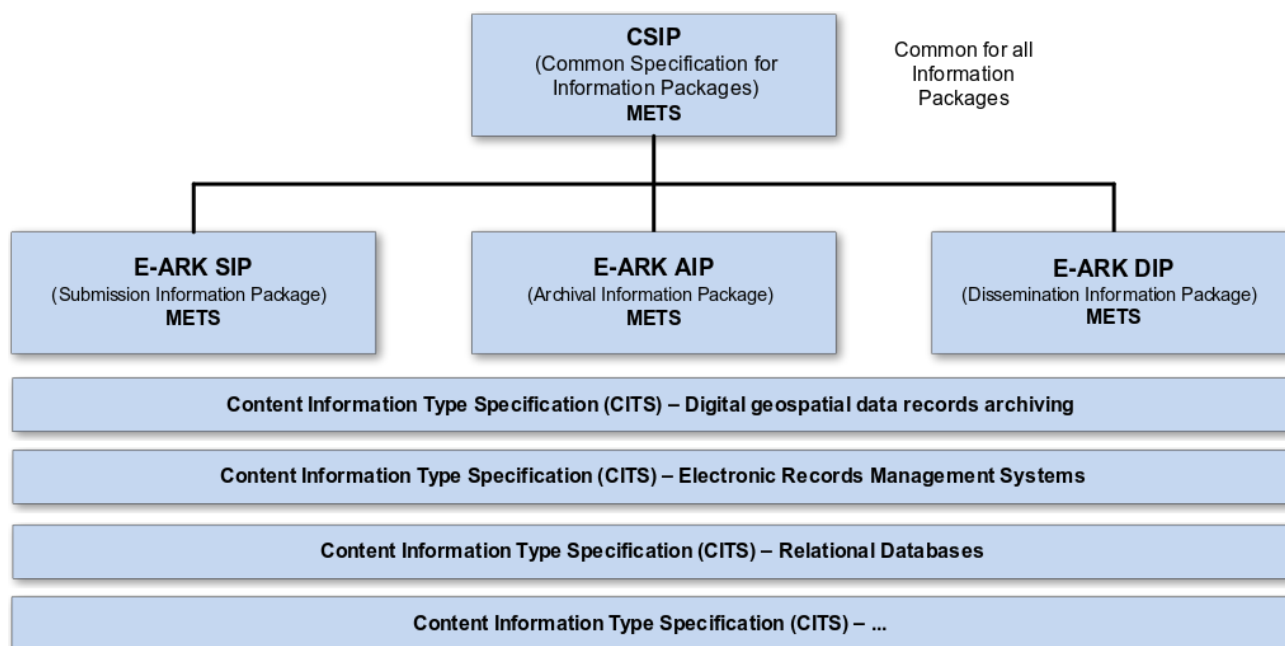 CSIP
(Common Specification for
Information Packages)
METS
Common for all
Information
Packages
E-ARK SIP
(Submission Information Package)
METS
E-ARK AIP
(Archival Information Package)
METS
E-ARK DIP
(Dissemination Information Package)
METS
Content Information Type Specification (CITS) – Digital geospatial data records archiving
Content Information Type Specification (CITS) – Electronic Records Management Systems
Content Information Type Specification (CITS) – Relational Databases
Content Information Type Specification (CITS) – ...